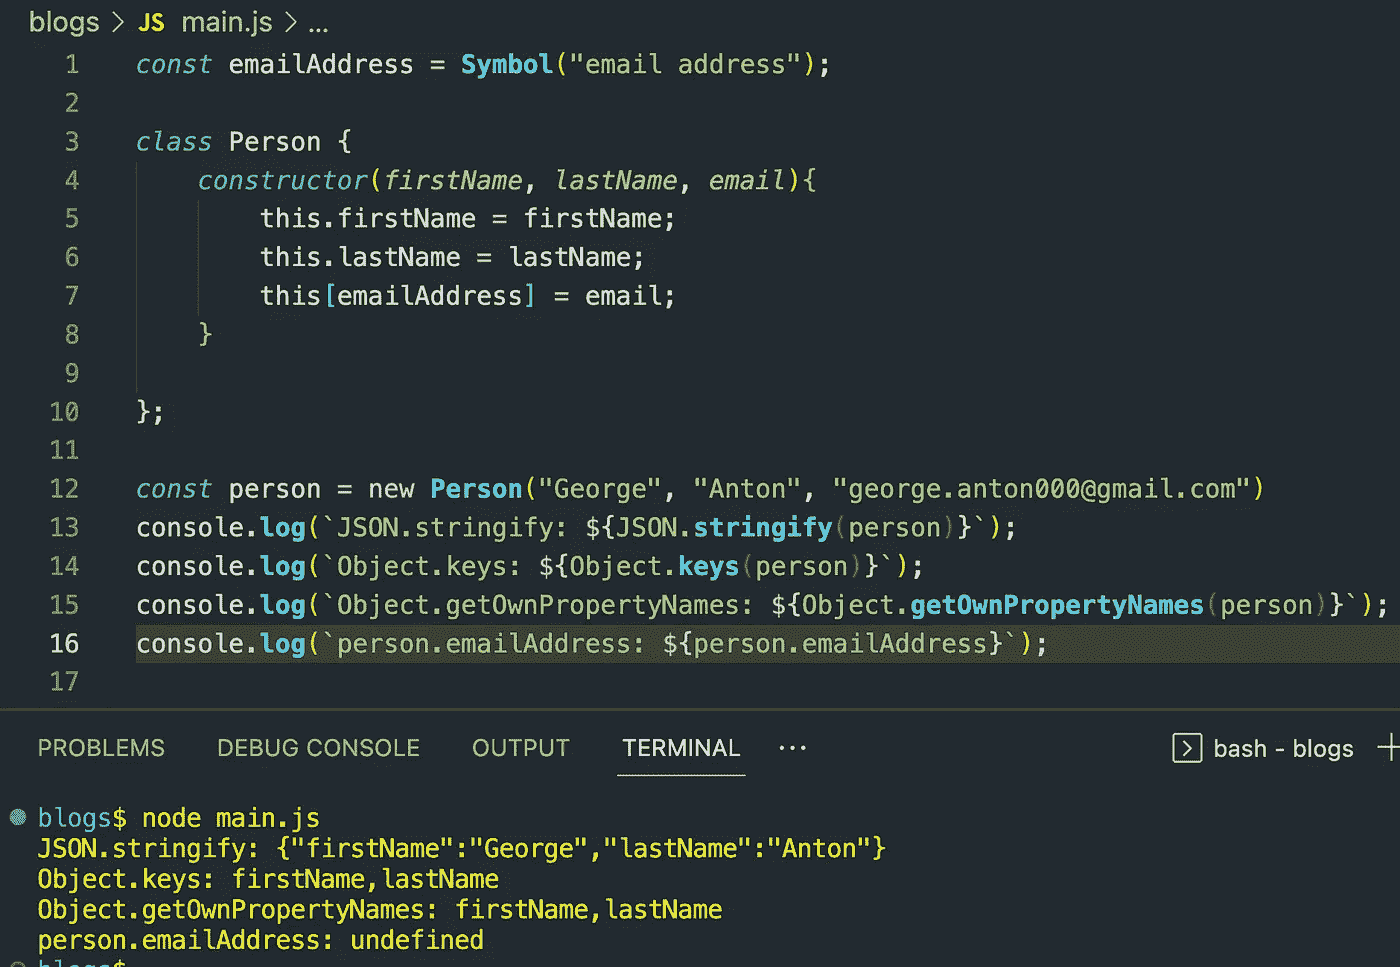 blogs > JS main.js > ...
1 const emailAddress = Symbol("email address");
2
3 class Person {
4 constructor(firstName, lastName, email){
5 this.firstName = firstName;
6 this.lastName = lastName;
7 this[emailAddress] = email;
8 }
9
10 };
11
12 const person = new Person("George", "Anton", "george.anton000@gmail.com")
13 console.log(`JSON.stringify: ${JSON.stringify(person)}`);
14 console.log(`Object.keys: ${Object.keys(person)}`);
15 console.log(`Object.getOwnPropertyNames: ${Object.getOwnPropertyNames(person)}`);
16 console.log(`person.emailAddress: ${person.emailAddress}`);
17
PROBLEMS DEBUG CONSOLE OUTPUT TERMINAL ... bash - blogs +
blogs$ node main.js
JSON.stringify: {"firstName":"George","lastName":"Anton"}
Object.keys: firstName,lastName
Object.getOwnPropertyNames: firstName,lastName
person.emailAddress: undefined
blogs$